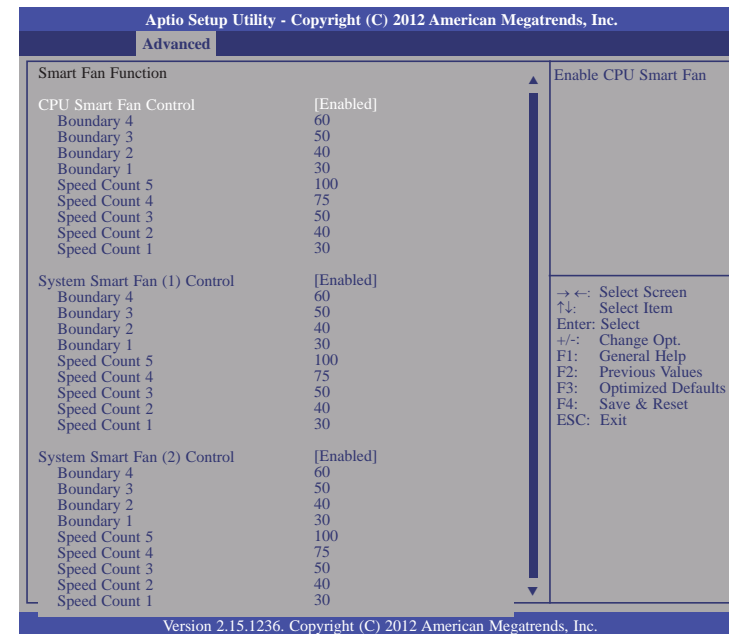 Aptio Setup Utility - Copyright (C) 2012 American Megatrends, Inc.
Advanced
Smart Fan Function
CPU Smart Fan Control [Enabled]
Boundary 4 60
Boundary 3 50
Boundary 2 40
Boundary 1 30
Speed Count 5 100
Speed Count 4 75
Speed Count 3 50
Speed Count 2 40
Speed Count 1 30
System Smart Fan (1) Control [Enabled]
Boundary 4 60
Boundary 3 50
Boundary 2 40
Boundary 1 30
Speed Count 5 100
Speed Count 4 75
Speed Count 3 50
Speed Count 2 40
Speed Count 1 30
System Smart Fan (2) Control [Enabled]
Boundary 4 60
Boundary 3 50
Boundary 2 40
Boundary 1 30
Speed Count 5 100
Speed Count 4 75
Speed Count 3 50
Speed Count 2 40
Speed Count 1 30
Enable CPU Smart Fan
→←: Select Screen
↑↓: Select Item
Enter: Select
+/-: Change Opt.
F1: General Help
F2: Previous Values
F3: Optimized Defaults
F4: Save & Reset
ESC: Exit
Version 2.15.1236. Copyright (C) 2012 American Megatrends, Inc.